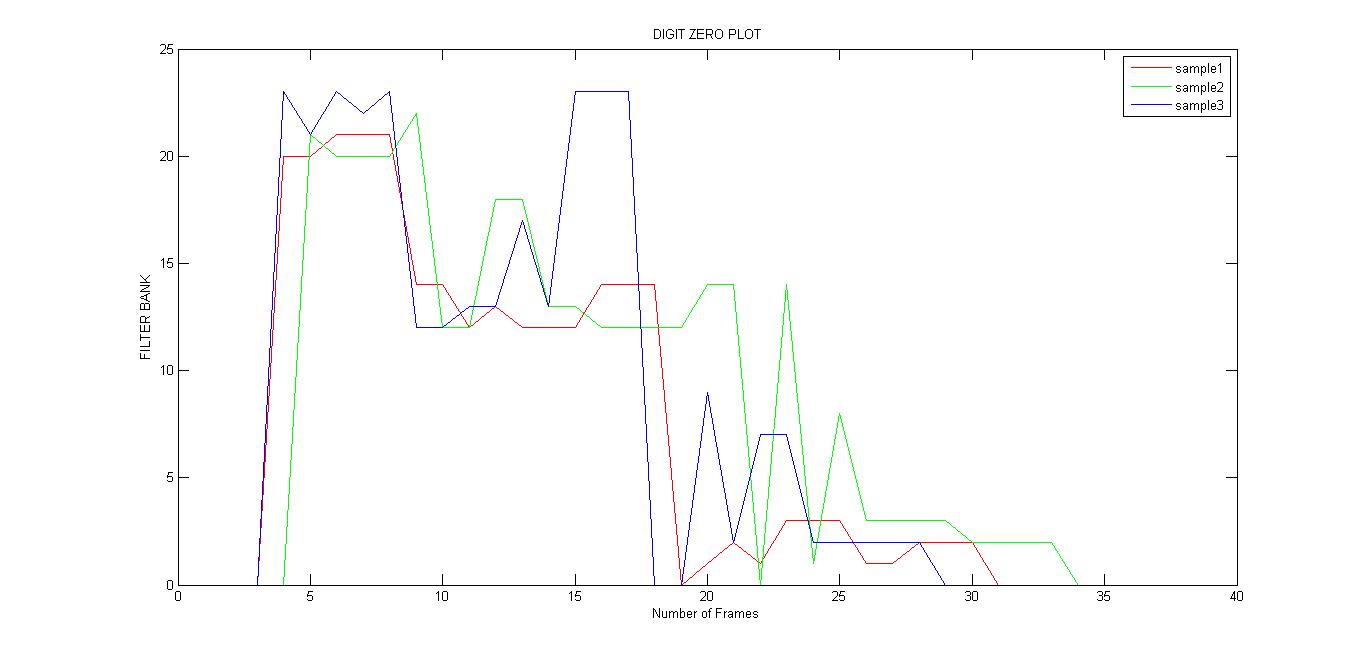 DIGIT ZERO PLOT
25
20
15
10
5
0
FILTER BANK
sample1
sample2
sample3
0 5 10 15 20 25 30 35 40
Number of Frames